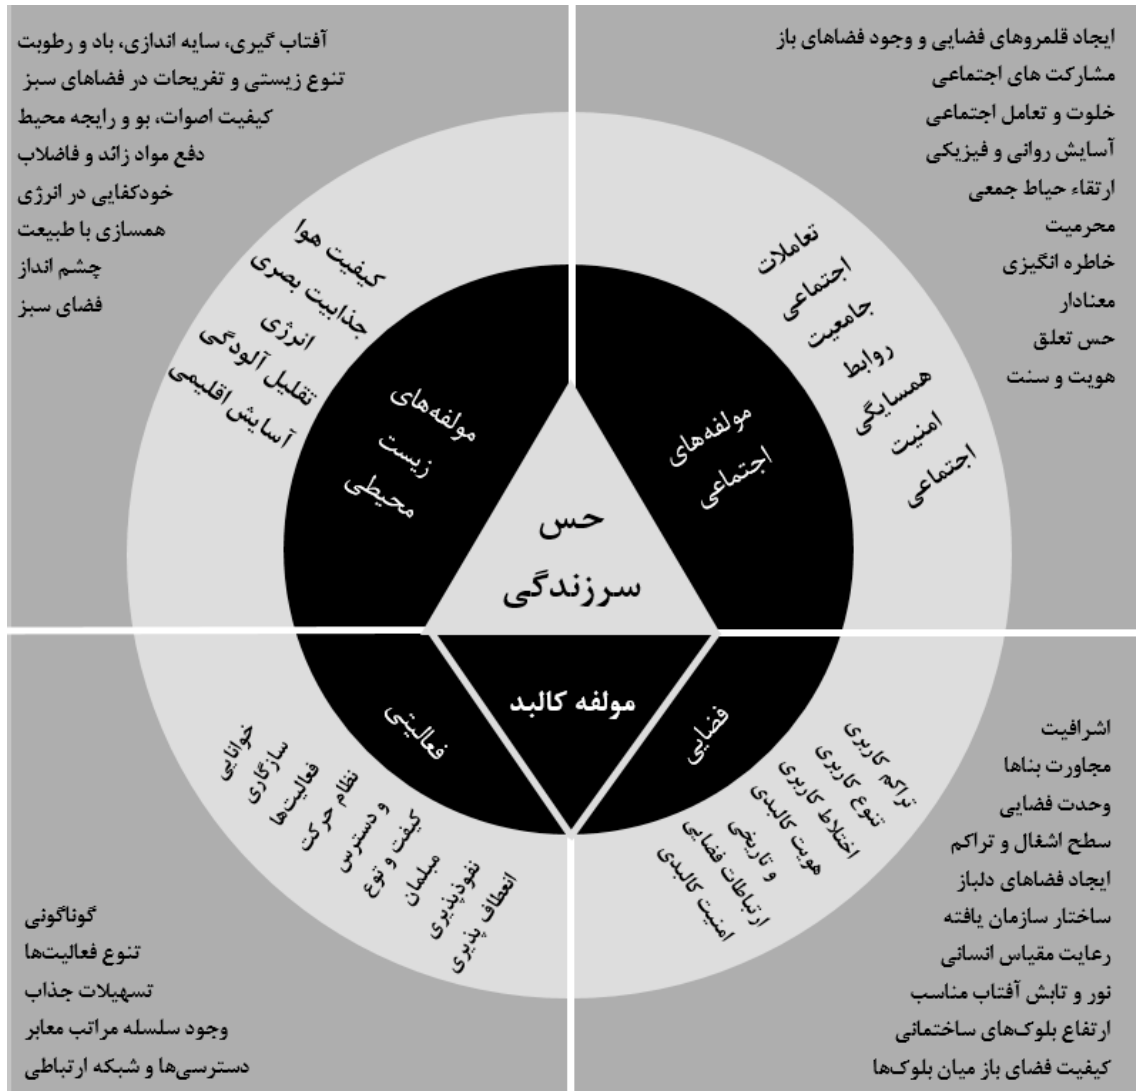 ایجاد قلمروهای فضایی و وجود فضاهای باز
مشارکت های اجتماعی
خلوت و تعامل اجتماعی
آسایش روانی و فیزیکی
ارتقاء حیاط جمعی
محرمیت
خاطره انگیزی
معنادار
حس تعلق
هویت و سنت
آفتاب گیری، سایه اندازی، باد و رطوبت
تنوع زیستی و تفریحات در فضاهای سبز
کیفیت اصوات، بو و رایجه محیط
دفع مواد زائد و فاضلاب
خودکفایی در انرژی
همسازی با طبیعت
چشم انداز
فضای سبز
تعاملات
اجتماعی
جامعیت
روابط
همسایگی
امنیت
اجتماعی
کیفیت هوا
جذابیت بصری
انرژی
تقلیل آلودگی
آسایش اقلیمی
مولفه‌های
اجتماعی
مولفه‌های
زیست
محیطی
حس
سرزندگی
مولفه کالبد
فضایی
فعالیتی
تراکم کاربری
تنوع کاربری
اختلاط کاربری
هویت کالبدی
و تاریخی
ارتباطات فضایی
امنیت کالبدی
خوانایی
سازگاری
فعالیت‌ها
نظام حرکت
و دسترس
کیفت و توع
مبلمان
نفوذپذیری
انعطاف پذیری
اشرافیت
مجاورت بناها
وحدت فضایی
سطح اشغال و تراکم
ایجاد فضاهای دلباز
ساختار سازمان یافته
رعایت مقیاس انسانی
نور و تابش آفتاب مناسب
ارتفاع بلوک‌های ساختمانی
کیفیت فضای باز میان بلوک‌ها
گوناگونی
تنوع فعالیت‌ها
تسهیلات جذاب
وجود سلسله مراتب معابر
دسترسی‌ها و شبکه ارتباطی